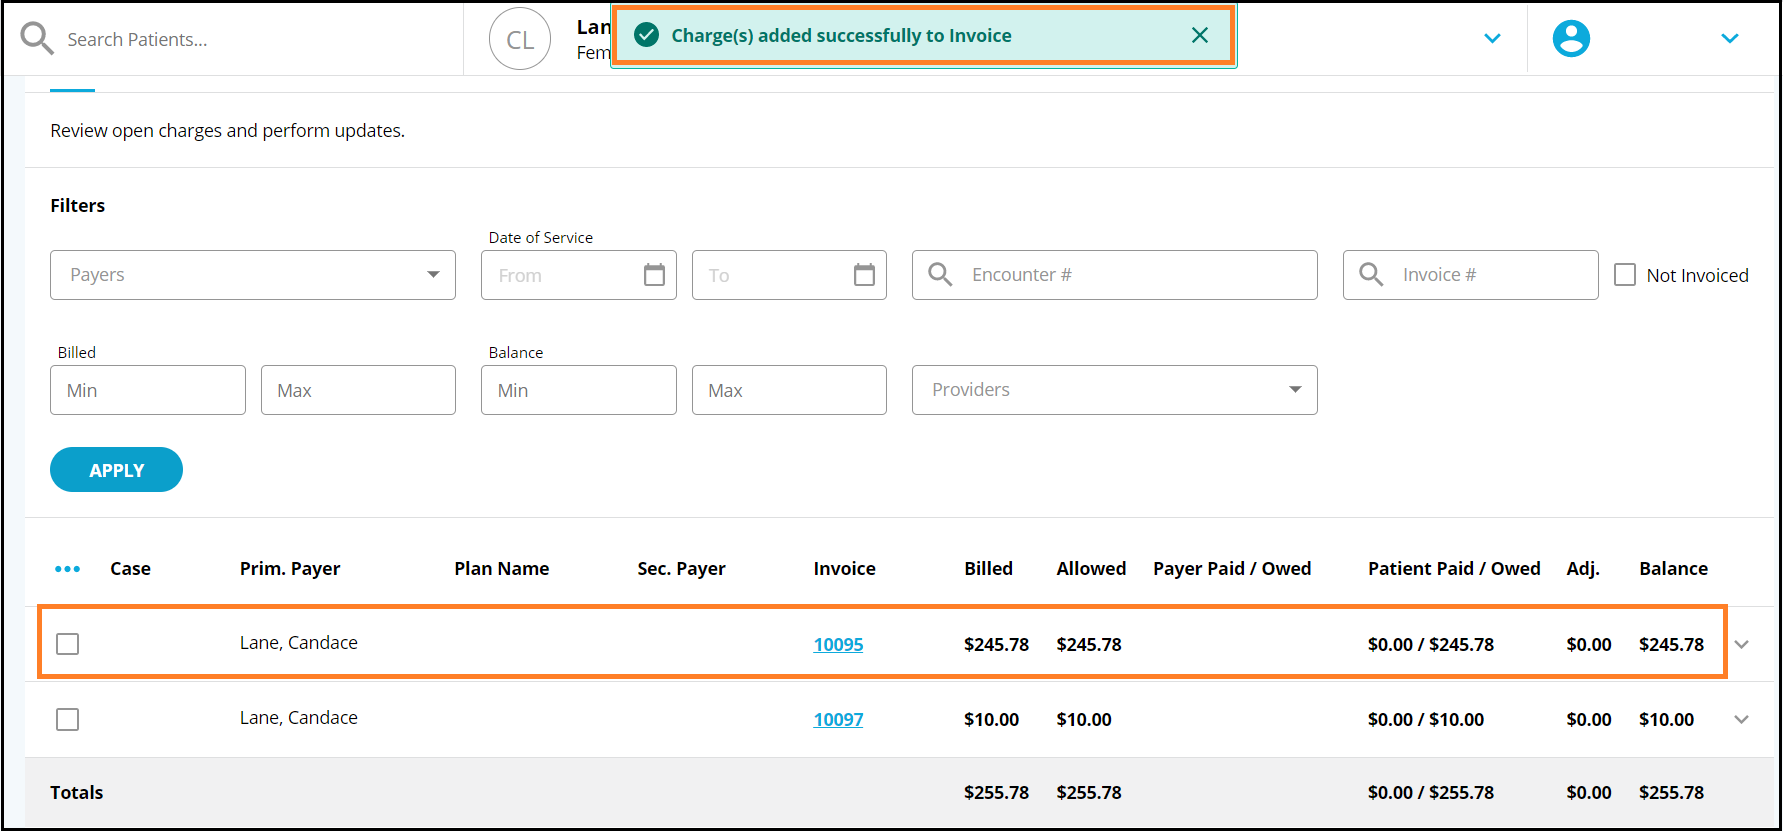 Search Patients...
CL
Lan
Fem
Charge(s) added successfully to Invoice
Review open charges and perform updates.
Filters
Date of Service
Payers
From
To
Encounter #
Invoice #
Not Invoiced
Billed
Balance
Min
Max
Min
Max
Providers
APPLY
Case Prim. Payer Plan Name Sec. Payer Invoice Billed Allowed Payer Paid / Owed Patient Paid / Owed Adj. Balance
Lane, Candace 10095 $245.78 $245.78 $0.00 / $245.78 $0.00 $245.78
Lane, Candace 10097 $10.00 $10.00 $0.00 / $10.00 $0.00 $10.00
Totals $255.78 $255.78 $0.00 / $255.78 $0.00 $255.78